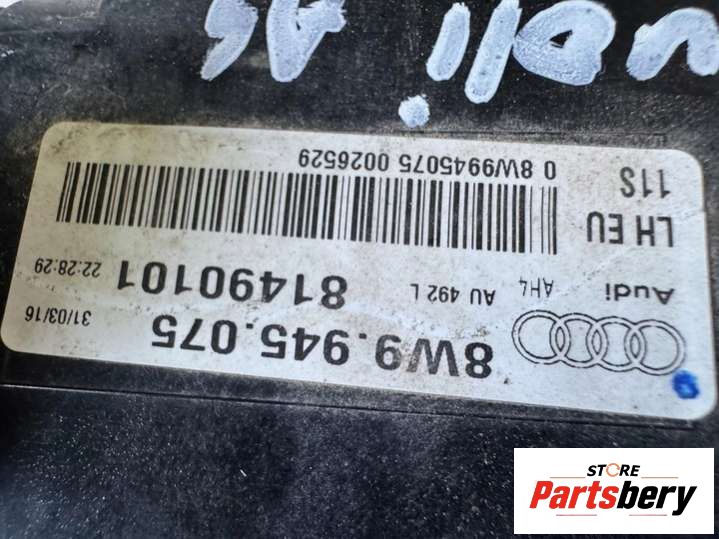 8W9.945.075
31/03/16
Audi
AH4
AU 492 L
81490101
22:28:29
LH EU
11S
0 8W9945075 0026529
STORE
Partsbery